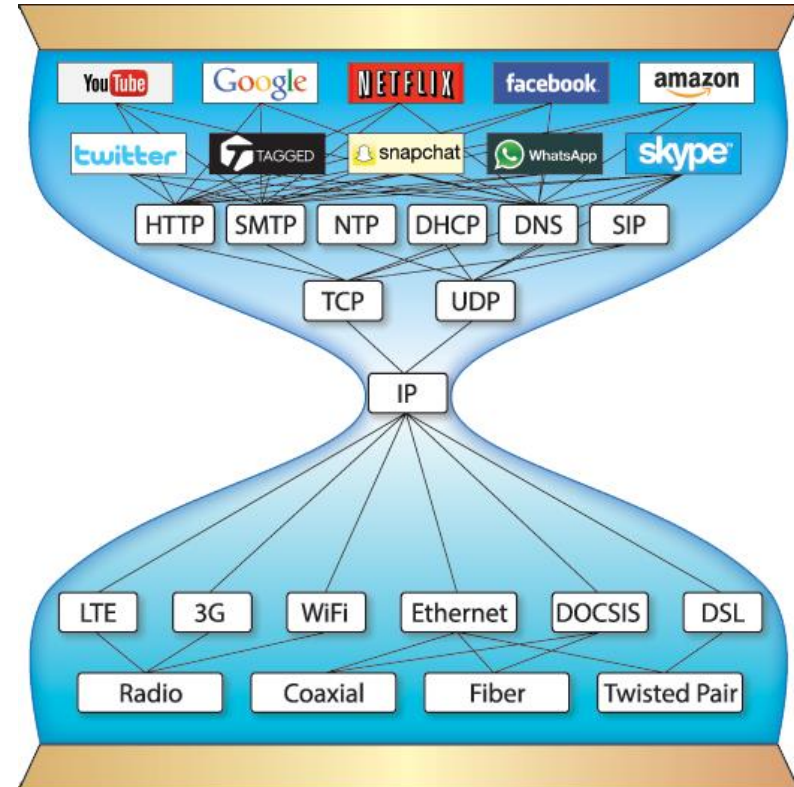 YouTube Google NETFLIX facebook amazon
twitter TAGGED snapchat WhatsApp skype
HTTP SMTP NTP DHCP DNS SIP
TCP UDP
IP
LTE 3G WiFi Ethernet DOCSIS DSL
Radio Coaxial Fiber Twisted Pair